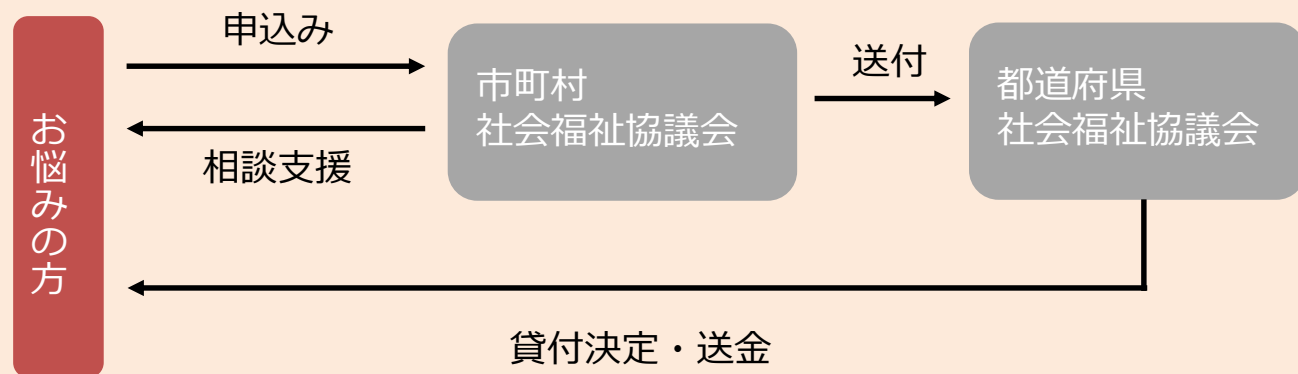 お悩みの方
申込み
相談支援
市町村
社会福祉協議会
送付
都道府県
社会福祉協議会
貸付決定・送金